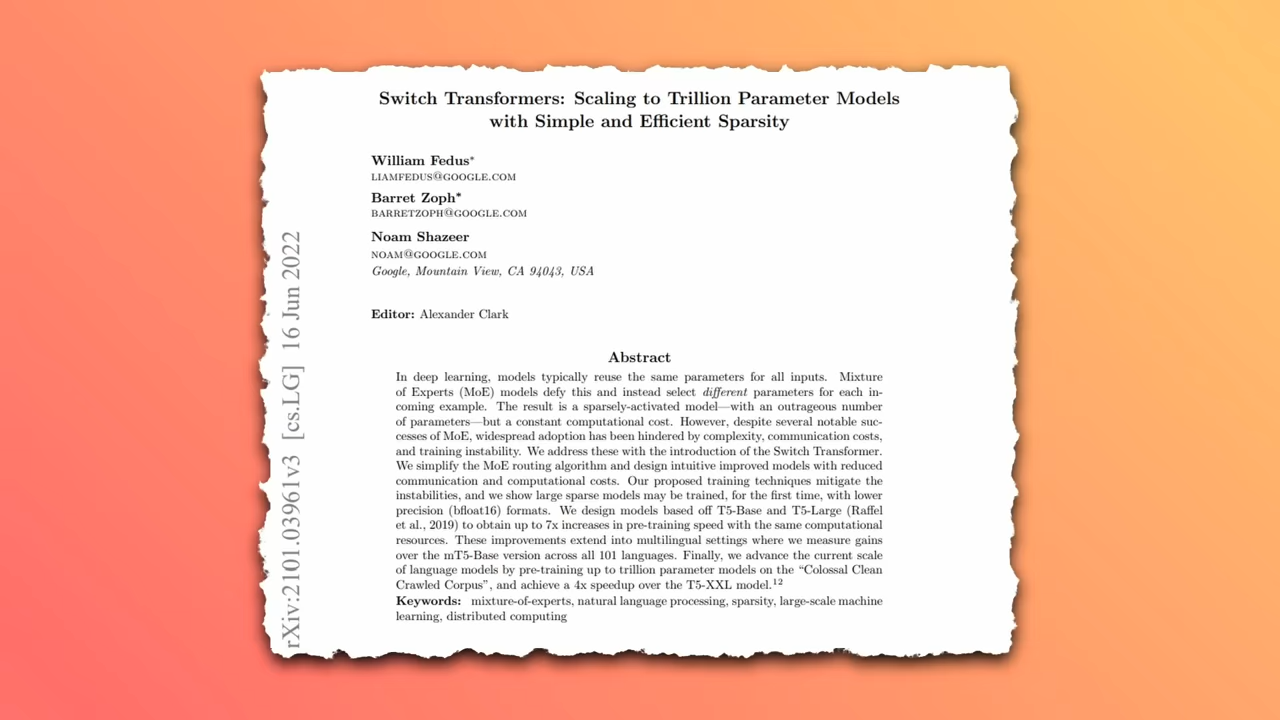 Switch Transformers: Scaling to Trillion Parameter Models
with Simple and Efficient Sparsity
William Fedus*
LIAMFEDUS@GOOGLE.COM
Barret Zoph*
BARRETZOPH@GOOGLE.COM
Noam Shazeer
NOAM@GOOGLE.COM
Google, Mountain View, CA 94043, USA
Editor: Alexander Clark
Abstract
In deep learning, models typically reuse the same parameters for all inputs. Mixture
of Experts (MoE) models defy this and instead select different parameters for each in-
coming example. The result is a sparsely-activated model—with an outrageous number
of parameters—but a constant computational cost. However, despite several notable suc-
cesses of MoE, widespread adoption has been hindered by complexity, communication costs,
and training instability. We address these with the introduction of the Switch Transformer.
We simplify the MoE routing algorithm and design intuitive improved models with reduced
communication and computational costs. Our proposed training techniques mitigate the
instabilities, and we show large sparse models may be trained, for the first time, with lower
precision (bfloat16) formats. We design models based off T5-Base and T5-Large (Raffel
et al., 2019) to obtain up to 7x increases in pre-training speed with the same computational
resources. These improvements extend into multilingual settings where we measure gains
over the mT5-Base version across all 101 languages. Finally, we advance the current scale
of language models by pre-training up to trillion parameter models on the “Colossal Clean
Crawled Corpus”, and achieve a 4x speedup over the T5-XXL model.¹²
Keywords: mixture-of-experts, natural language processing, sparsity, large-scale machine
learning, distributed computing
rXiv:2101.03961v3 [cs.LG] 16 Jun 2022